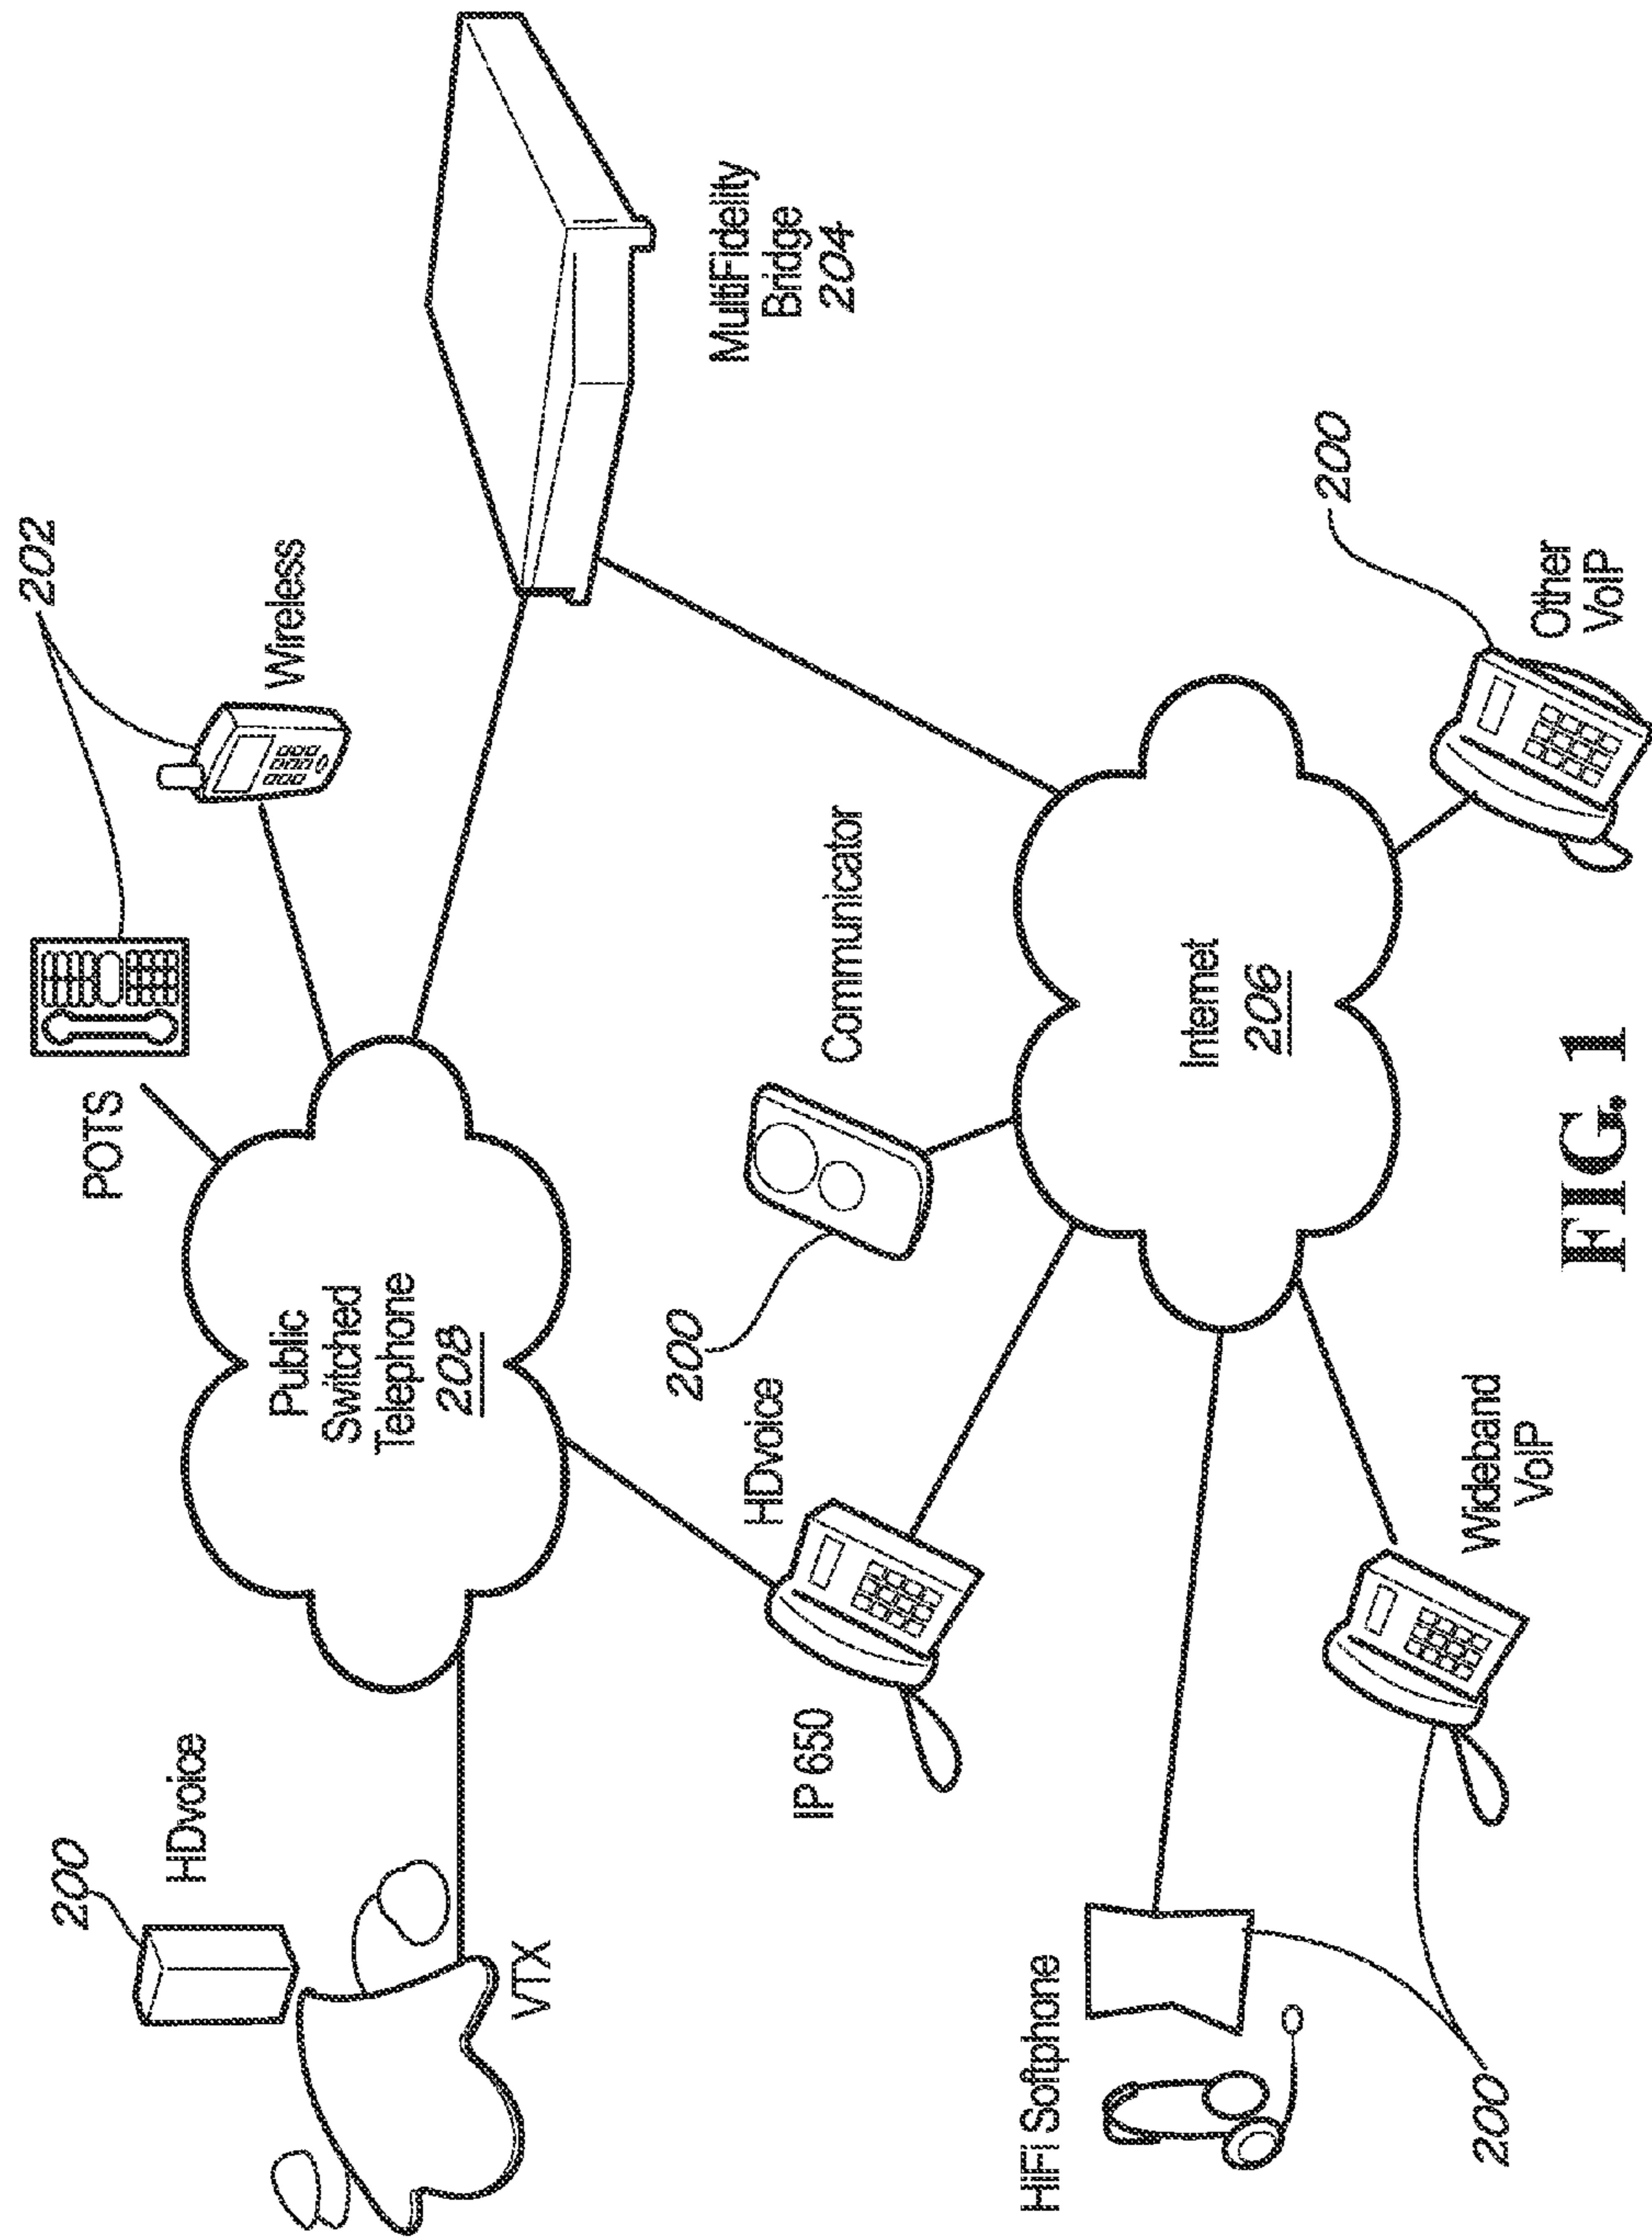 200
HDvoice
VTX
POTS
202
Wireless
Public
Switched
Telephone
208
MultiFidelity
Bridge
204
HDvoice
IP 650
200
Communicator
HiFi Softphone
Internet
206
200
Wideband
VoIP
200
Other
VoIP
FIG. 1